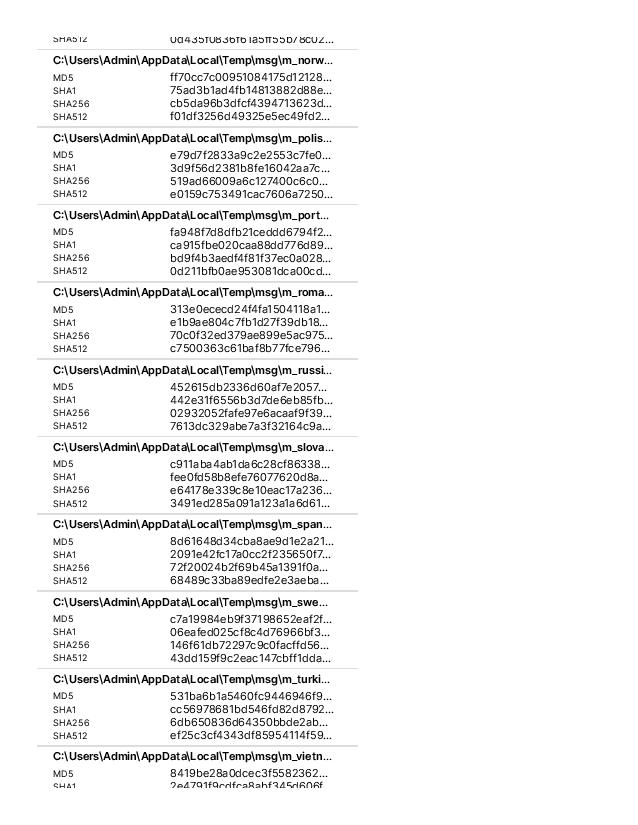 SHA512 0d435f0836f61a5ff55b78c02...
C:\Users\Admin\AppData\Local\Temp\msg\m_norw...
MD5 ff70cc7c00951084175d12128...
SHA1 75ad3b1ad4fb14813882d88e...
SHA256 cb5da96b3dfcf4394713623d...
SHA512 f01df3256d49325e5ec49fd2...
C:\Users\Admin\AppData\Local\Temp\msg\m_polis...
MD5 e79d7f2833a9c2e2553c7fe0...
SHA1 3d9f56d2381b8fe16042aa7c...
SHA256 519ad66009a6c127400c6c0...
SHA512 e0159c753491cac7606a7250...
C:\Users\Admin\AppData\Local\Temp\msg\m_port...
MD5 fa948f7d8dfb21ceddd6794f2...
SHA1 ca915fbe020caa88dd776d89...
SHA256 bd9f4b3aedf4f81f37ec0a028...
SHA512 0d211bfb0ae953081dca00cd...
C:\Users\Admin\AppData\Local\Temp\msg\m_roma...
MD5 313e0ececd24f4fa1504118a1...
SHA1 e1b9ae804c7fb1d27f39db18...
SHA256 70c0f32ed379ae899e5ac975...
SHA512 c7500363c61baf8b77fce796...
C:\Users\Admin\AppData\Local\Temp\msg\m_russi...
MD5 452615db2336d60af7e2057...
SHA1 442e31f6556b3d7de6eb85fb...
SHA256 02932052fafe97e6acaaf9f39...
SHA512 7613dc329abe7a3f32164c9a...
C:\Users\Admin\AppData\Local\Temp\msg\m_slova...
MD5 c911aba4ab1da6c28cf86338...
SHA1 fee0fd58b8efe76077620d8a...
SHA256 e64178e339c8e10eac17a236...
SHA512 3491ed285a091a123a1a6d61...
C:\Users\Admin\AppData\Local\Temp\msg\m_span...
MD5 8d61648d34cba8ae9d1e2a21...
SHA1 2091e42fc17a0cc2f235650f7...
SHA256 72f20024b2f69b45a1391f0a...
SHA512 68489c33ba89edfe2e3aeba...
C:\Users\Admin\AppData\Local\Temp\msg\m_swe...
MD5 c7a19984eb9f37198652eaf2f...
SHA1 06eafed025cf8c4d76966bf3...
SHA256 146f61db72297c9c0facffd56...
SHA512 43dd159f9c2eac147cbff1dda...
C:\Users\Admin\AppData\Local\Temp\msg\m_turki...
MD5 531ba6b1a5460fc9446946f9...
SHA1 cc56978681bd546fd82d8792...
SHA256 6db650836d64350bbde2ab...
SHA512 ef25c3cf4343df85954114f59...
C:\Users\Admin\AppData\Local\Temp\msg\m_vietn...
MD5 8419be28a0dcec3f5582362...
SHA1 2e4791f9cdfca8abf345d606f...